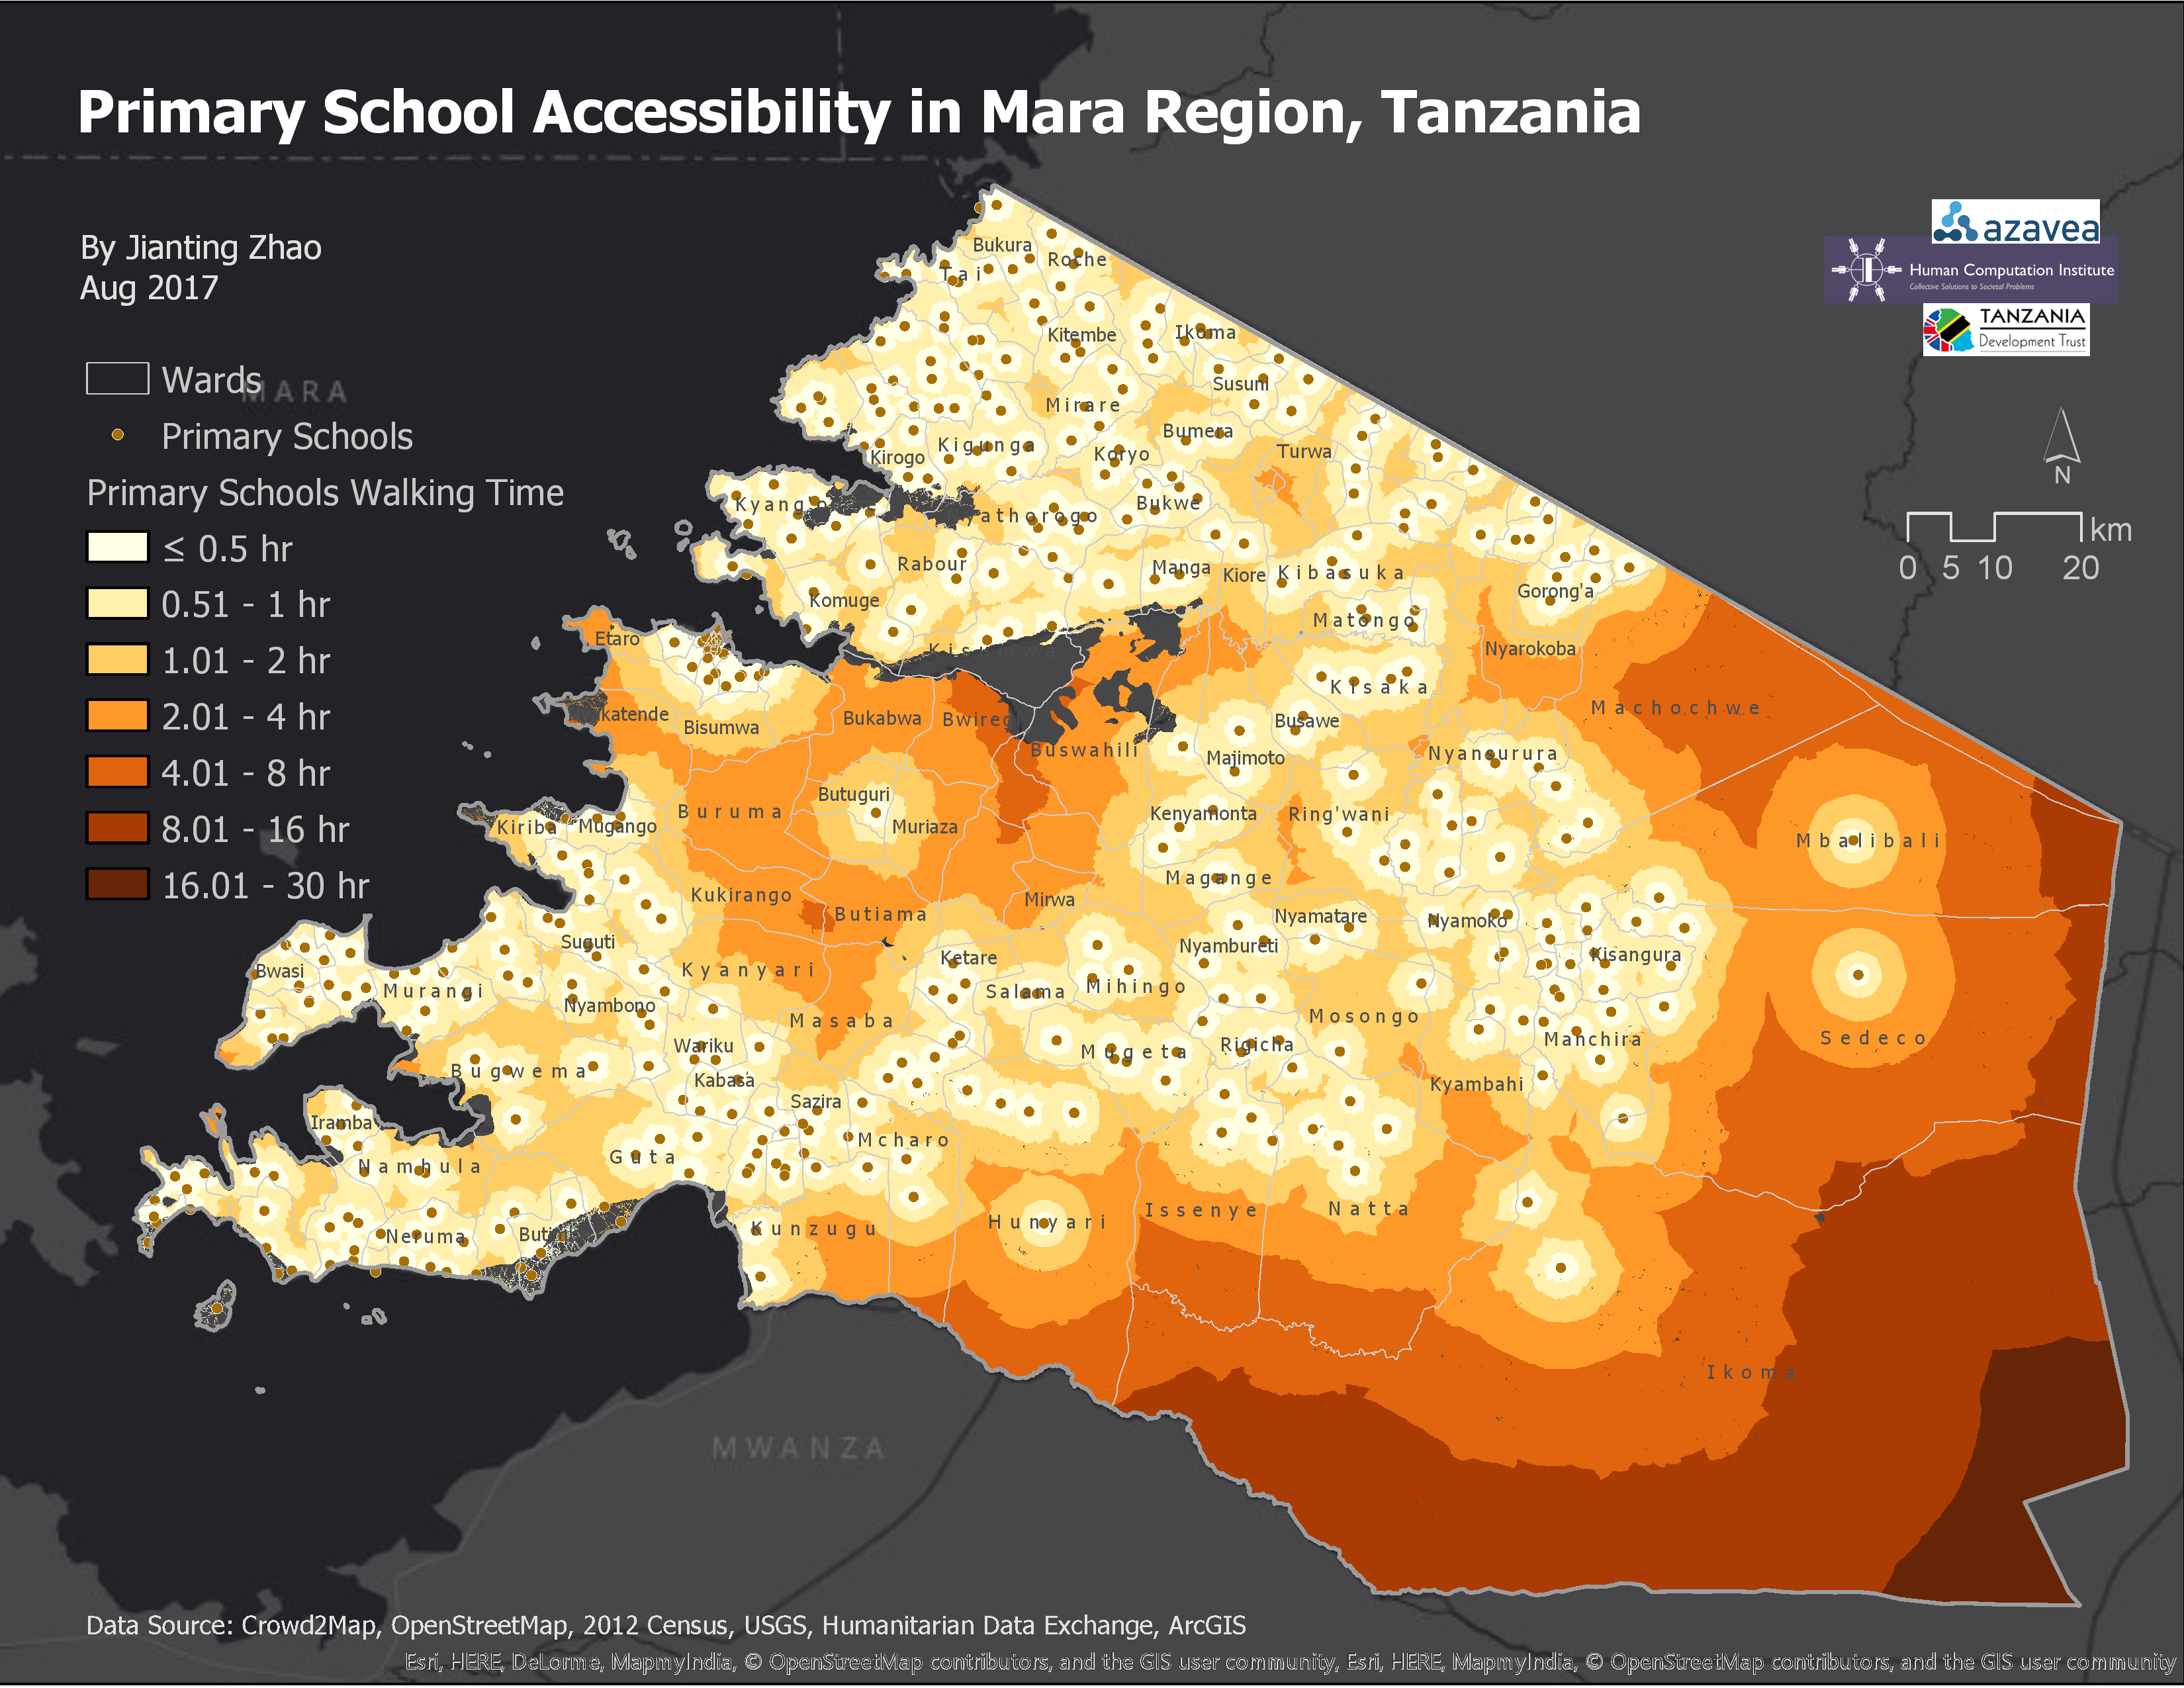 Primary School Accessibility in Mara Region, Tanzania
By Jianting Zhao
Aug 2017
azavea
Human Computation Institute
Collective Solutions to Societal Problems
TANZANIA
Development Trust
Wards
MARA
Primary Schools
Primary Schools Walking Time
≤ 0.5 hr
0.51 - 1 hr
1.01 - 2 hr
2.01 - 4 hr
4.01 - 8 hr
8.01 - 16 hr
16.01 - 30 hr
N
km
0 5 10 20
Bukura
Roche
Tai
Kitembe
Ikoma
Susuni
Mirare
Bumera
Kigunga
Kirogo
Koryo
Turwa
Bukwe
Rabour
Manga
Kiore
Kibasuka
Gorong'a
Komuge
Matongo
Etaro
Nyarokoba
Kisaka
Machochwe
Bisumwa
Bukabwa
Busawe
Buswahili
Majimoto
Nyansurura
Butuguri
Buruma
Kenyamonta
Ring'wani
Kiriba
Mugango
Muriaza
Mbalibali
Magange
Kukirango
Mirwa
Butiama
Nyamatare
Nyamoko
Suguti
Nyambureti
Kisangura
Ketare
Bwasi
Kyanyari
Murangi
Salama
Mihingo
Nyambono
Masaba
Mosongo
Manchira
Sedeco
Wariku
Mugeta
Rigicha
Bugwema
Kabasa
Kyambahi
Sazira
Iramba
Mcharo
Guta
Namhula
Issenye
Natta
Kunzugu
Hunyari
Neruma
Ikoma
MWANZA
Data Source: Crowd2Map, OpenStreetMap, 2012 Census, USGS, Humanitarian Data Exchange, ArcGIS
Esri, HERE, DeLorme, MapmyIndia, © OpenStreetMap contributors, and the GIS user community, Esri, HERE, MapmyIndia, © OpenStreetMap contributors, and the GIS user community